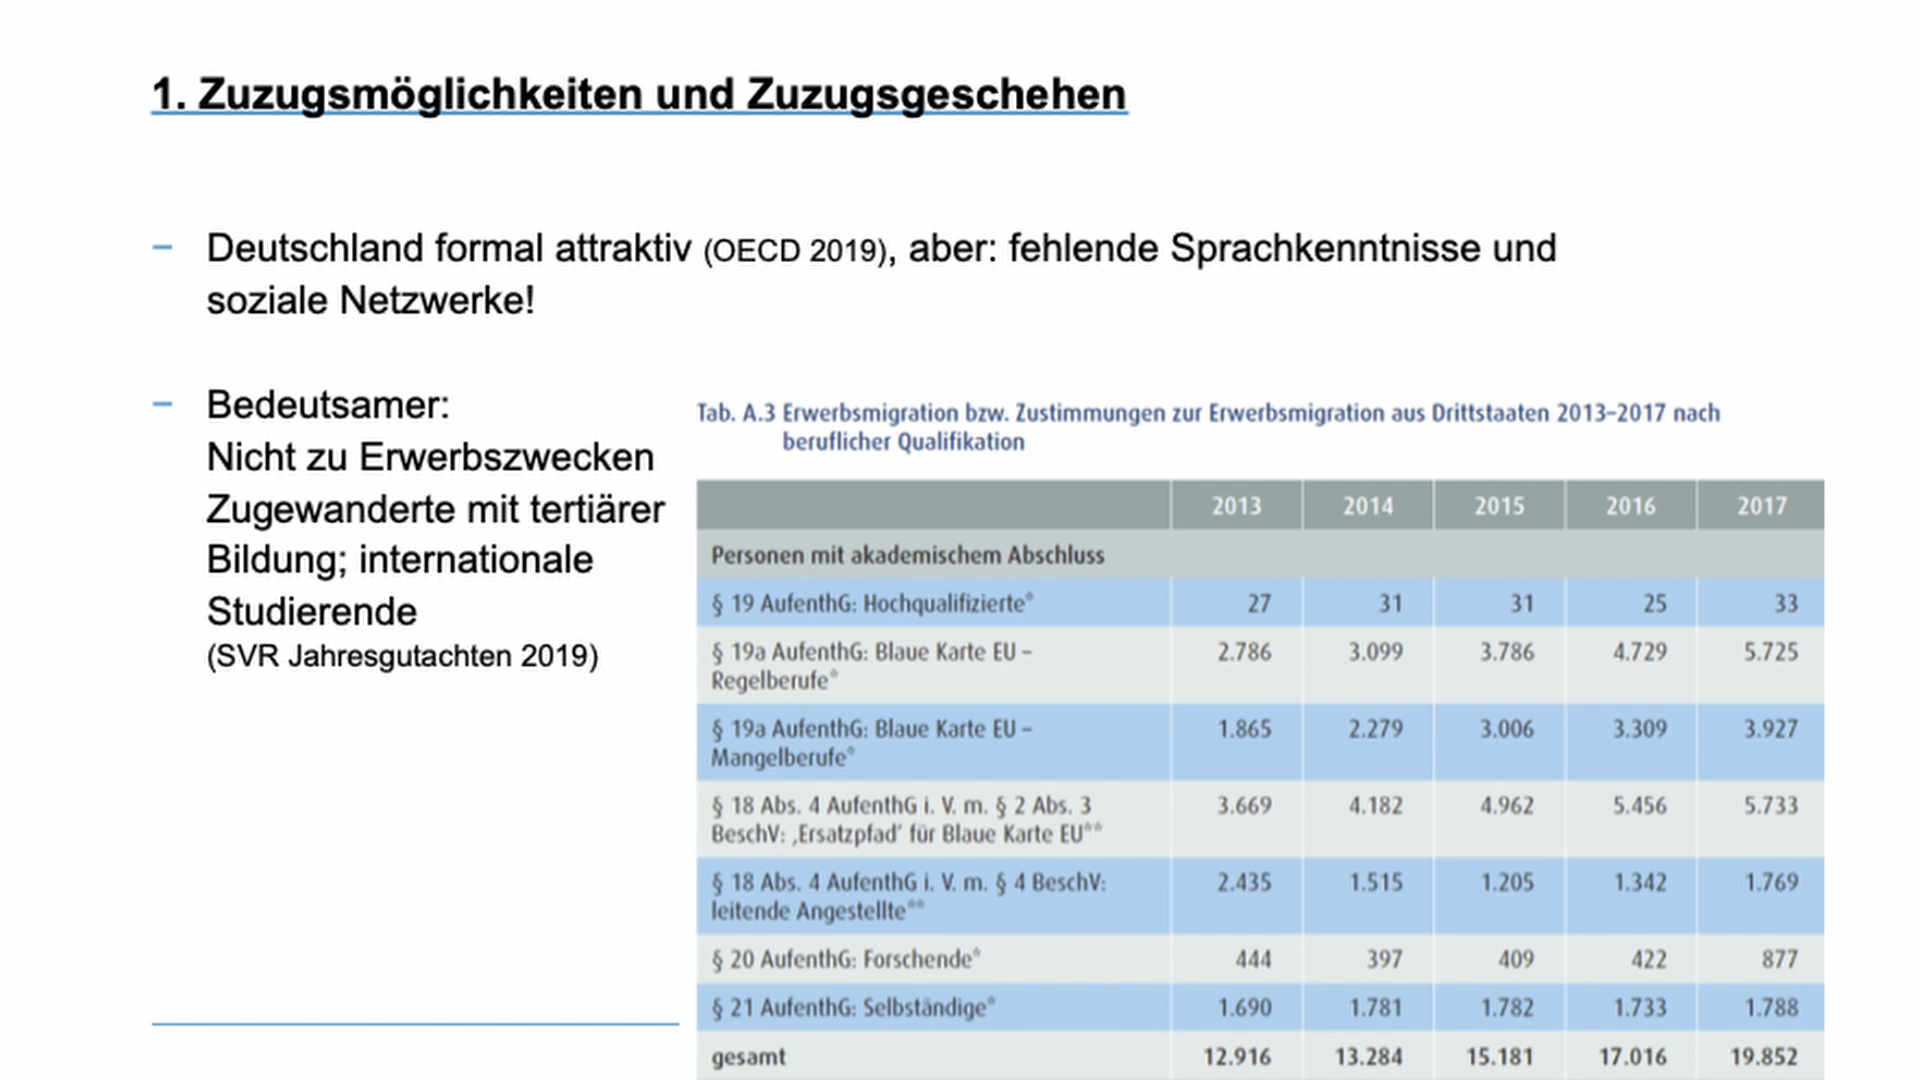 1. Zuzugsmöglichkeiten und Zuzugsgeschehen
– Deutschland formal attraktiv (OECD 2019), aber: fehlende Sprachkenntnisse und
soziale Netzwerke!
– Bedeutsamer:
Nicht zu Erwerbszwecken
Zugewanderte mit tertiärer
Bildung; internationale
Studierende
(SVR Jahresgutachten 2019)
Tab. A.3 Erwerbsmigration bzw. Zustimmungen zur Erwerbsmigration aus Drittstaaten 2013–2017 nach
beruflicher Qualifikation
2013 2014 2015 2016 2017
Personen mit akademischem Abschluss
§ 19 AufenthG: Hochqualifizierte* 27 31 31 25 33
§ 19a AufenthG: Blaue Karte EU – 2.786 3.099 3.786 4.729 5.725
Regelberufe*
§ 19a AufenthG: Blaue Karte EU – 1.865 2.279 3.006 3.309 3.927
Mangelberufe*
§ 18 Abs. 4 AufenthG i. V. m. § 2 Abs. 3 3.669 4.182 4.962 5.456 5.733
BeschV: ‚Ersatzpfad‘ für Blaue Karte EU**
§ 18 Abs. 4 AufenthG i. V. m. § 4 BeschV: 2.435 1.515 1.205 1.342 1.769
leitende Angestellte**
§ 20 AufenthG: Forschende* 444 397 409 422 877
§ 21 AufenthG: Selbständige* 1.690 1.781 1.782 1.733 1.788
gesamt 12.916 13.284 15.181 17.016 19.852